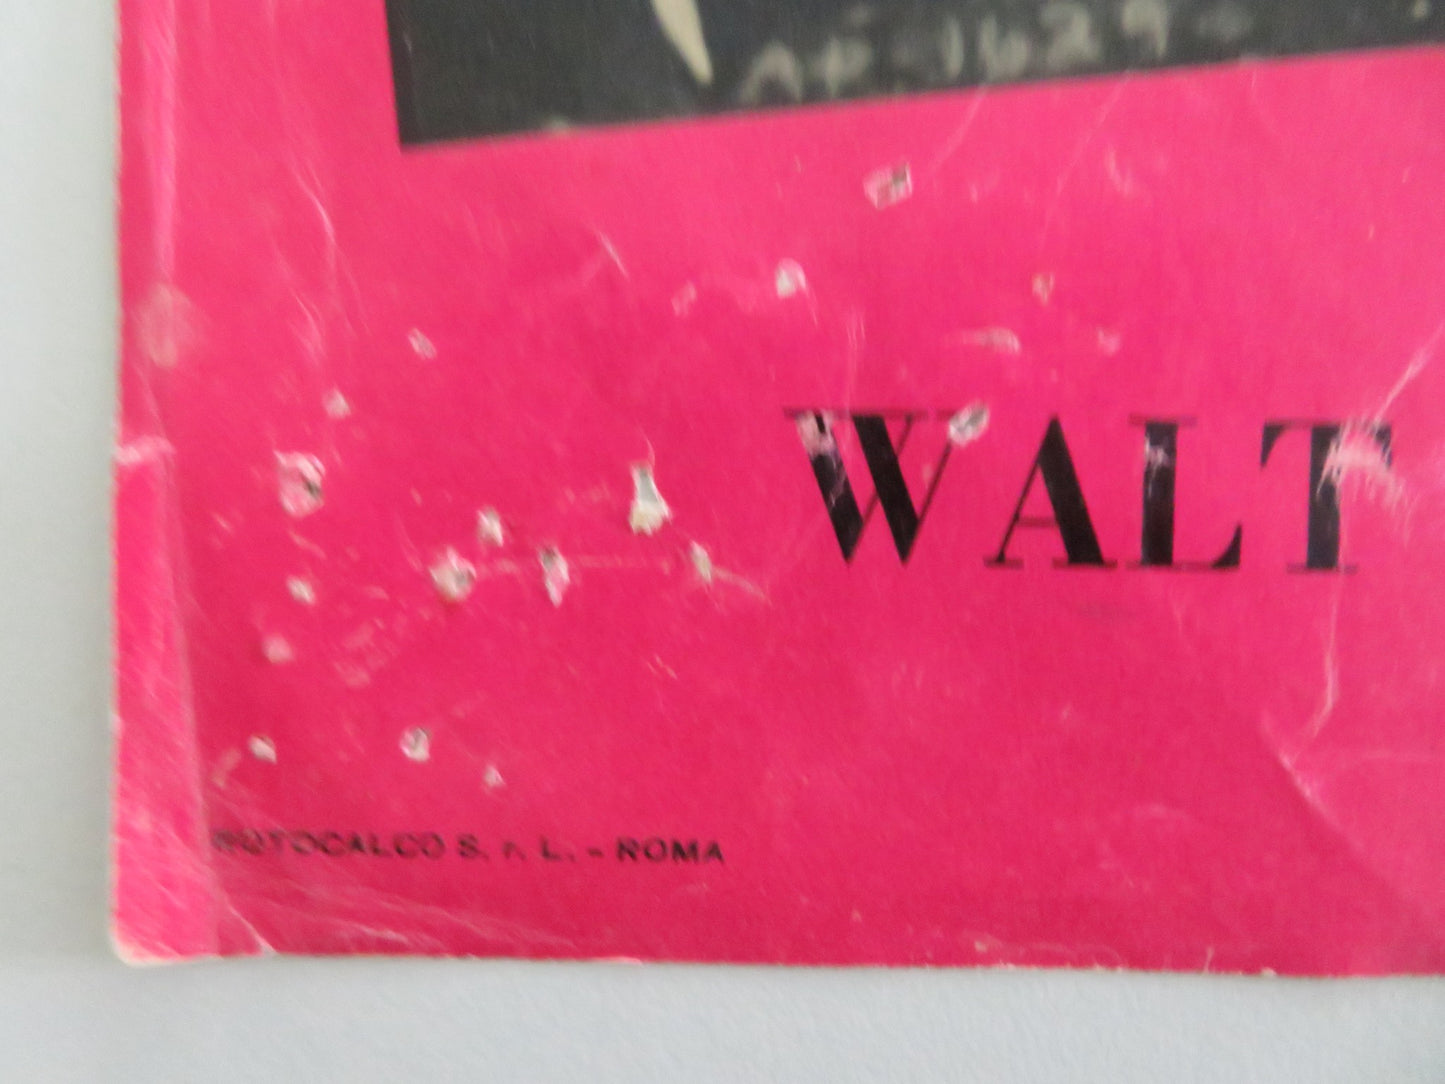 WALT
ROTOCALCO S. r. L. - ROMA